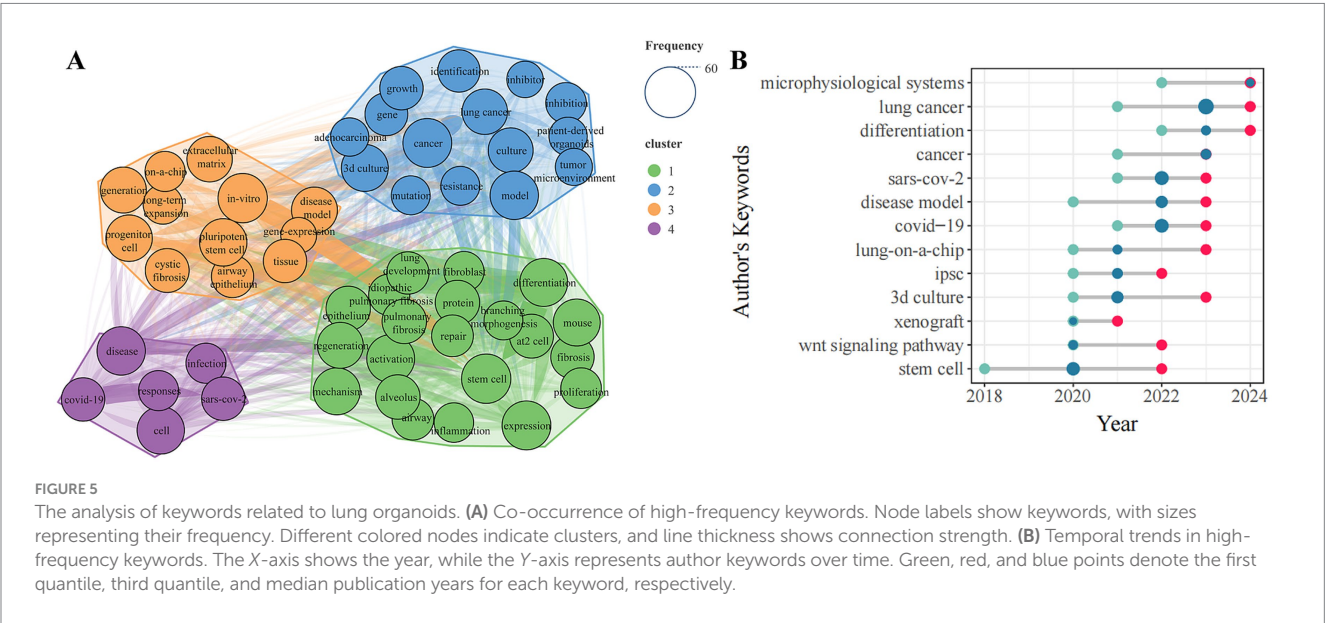 A
Frequency
60
cluster
1
2
3
4
identification
inhibitor
growth
inhibition
gene
lung cancer
adenocarcinoma
cancer
culture
patient-derived
organoids
3d culture
tumor
microenvironment
mutation
resistance
model
extracellular
matrix
on-a-chip
generation
long-term
expansion
in-vitro
disease
model
progenitor
cell
pluripotent
stem cell
gene-expression
tissue
cystic
fibrosis
airway
epithelium
disease
infection
covid-19
responses
sars-cov-2
cell
lung
development
fibroblast
differentiation
idiopathic
pulmonary fibrosis
protein
epithelium
pulmonary
fibrosis
branching
morphogenesis
mouse
regeneration
repair
at2 cell
activation
fibrosis
stem cell
mechanism
alveolus
proliferation
airway
inflammation
expression
B
Author's Keywords
microphysiological systems
lung cancer
differentiation
cancer
sars-cov-2
disease model
covid−19
lung-on-a-chip
ipsc
3d culture
xenograft
wnt signaling pathway
stem cell
2018 2020 2022 2024
Year
FIGURE 5
The analysis of keywords related to lung organoids. (A) Co-occurrence of high-frequency keywords. Node labels show keywords, with sizes
representing their frequency. Different colored nodes indicate clusters, and line thickness shows connection strength. (B) Temporal trends in high-
frequency keywords. The X-axis shows the year, while the Y-axis represents author keywords over time. Green, red, and blue points denote the first
quantile, third quantile, and median publication years for each keyword, respectively.